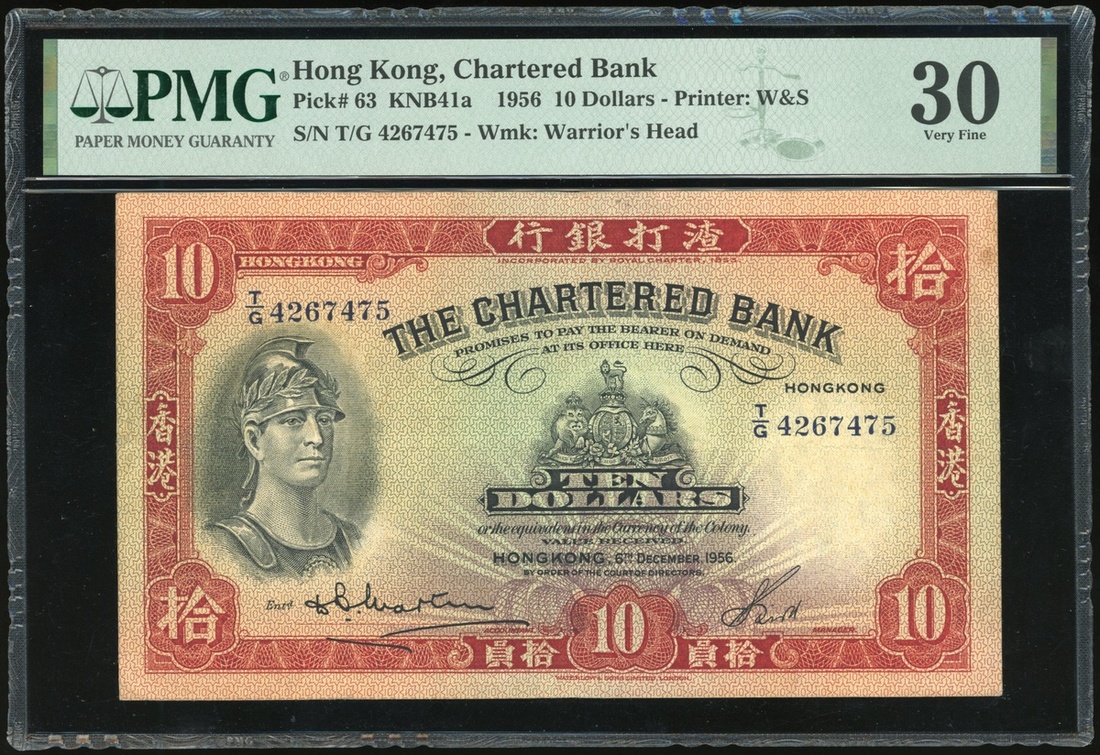 PMG®
PAPER MONEY GUARANTY
Hong Kong, Chartered Bank
Pick# 63 KNB41a 1956 10 Dollars - Printer: W&S
S/N T/G 4267475 - Wmk: Warrior's Head
30
Very Fine
行銀打渣
10
HONGKONG
INCORPORATED BY ROYAL CHARTER, 1853.
拾
T/G 4267475
THE CHARTERED BANK
PROMISES TO PAY THE BEARER ON DEMAND
AT ITS OFFICE HERE
HONGKONG
T/G 4267475
香港
香港
TEN
DOLLARS
or the equivalent in the Currency of the Colony.
VALUE RECEIVED.
HONGKONG, 6TH DECEMBER, 1956.
BY ORDER OF THE COURT OF DIRECTORS.
拾
Entd
10
10
MANAGER.
圓拾
圓拾
WATERLOW & SONS LIMITED, LONDON.